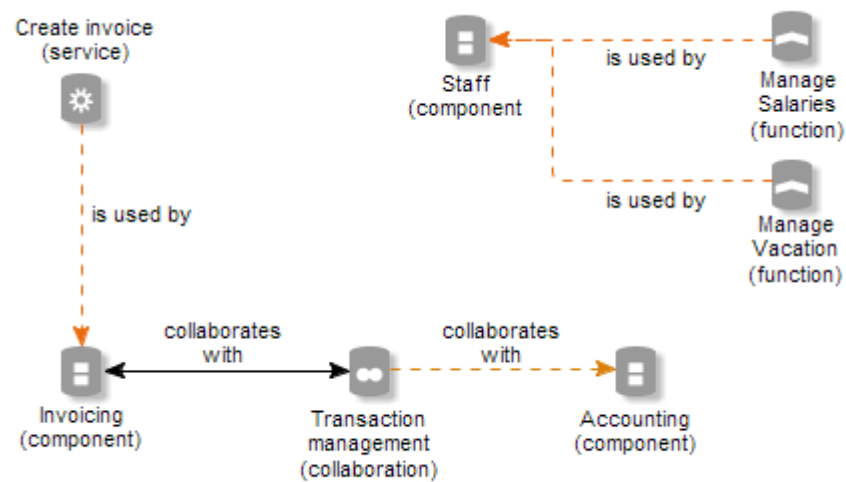 Create invoice
(service)
is used by
Staff
(component
is used by
Manage
Salaries
(function)
is used by
Manage
Vacation
(function)
collaborates
with
collaborates
with
Invoicing
(component)
Transaction
management
(collaboration)
Accounting
(component)